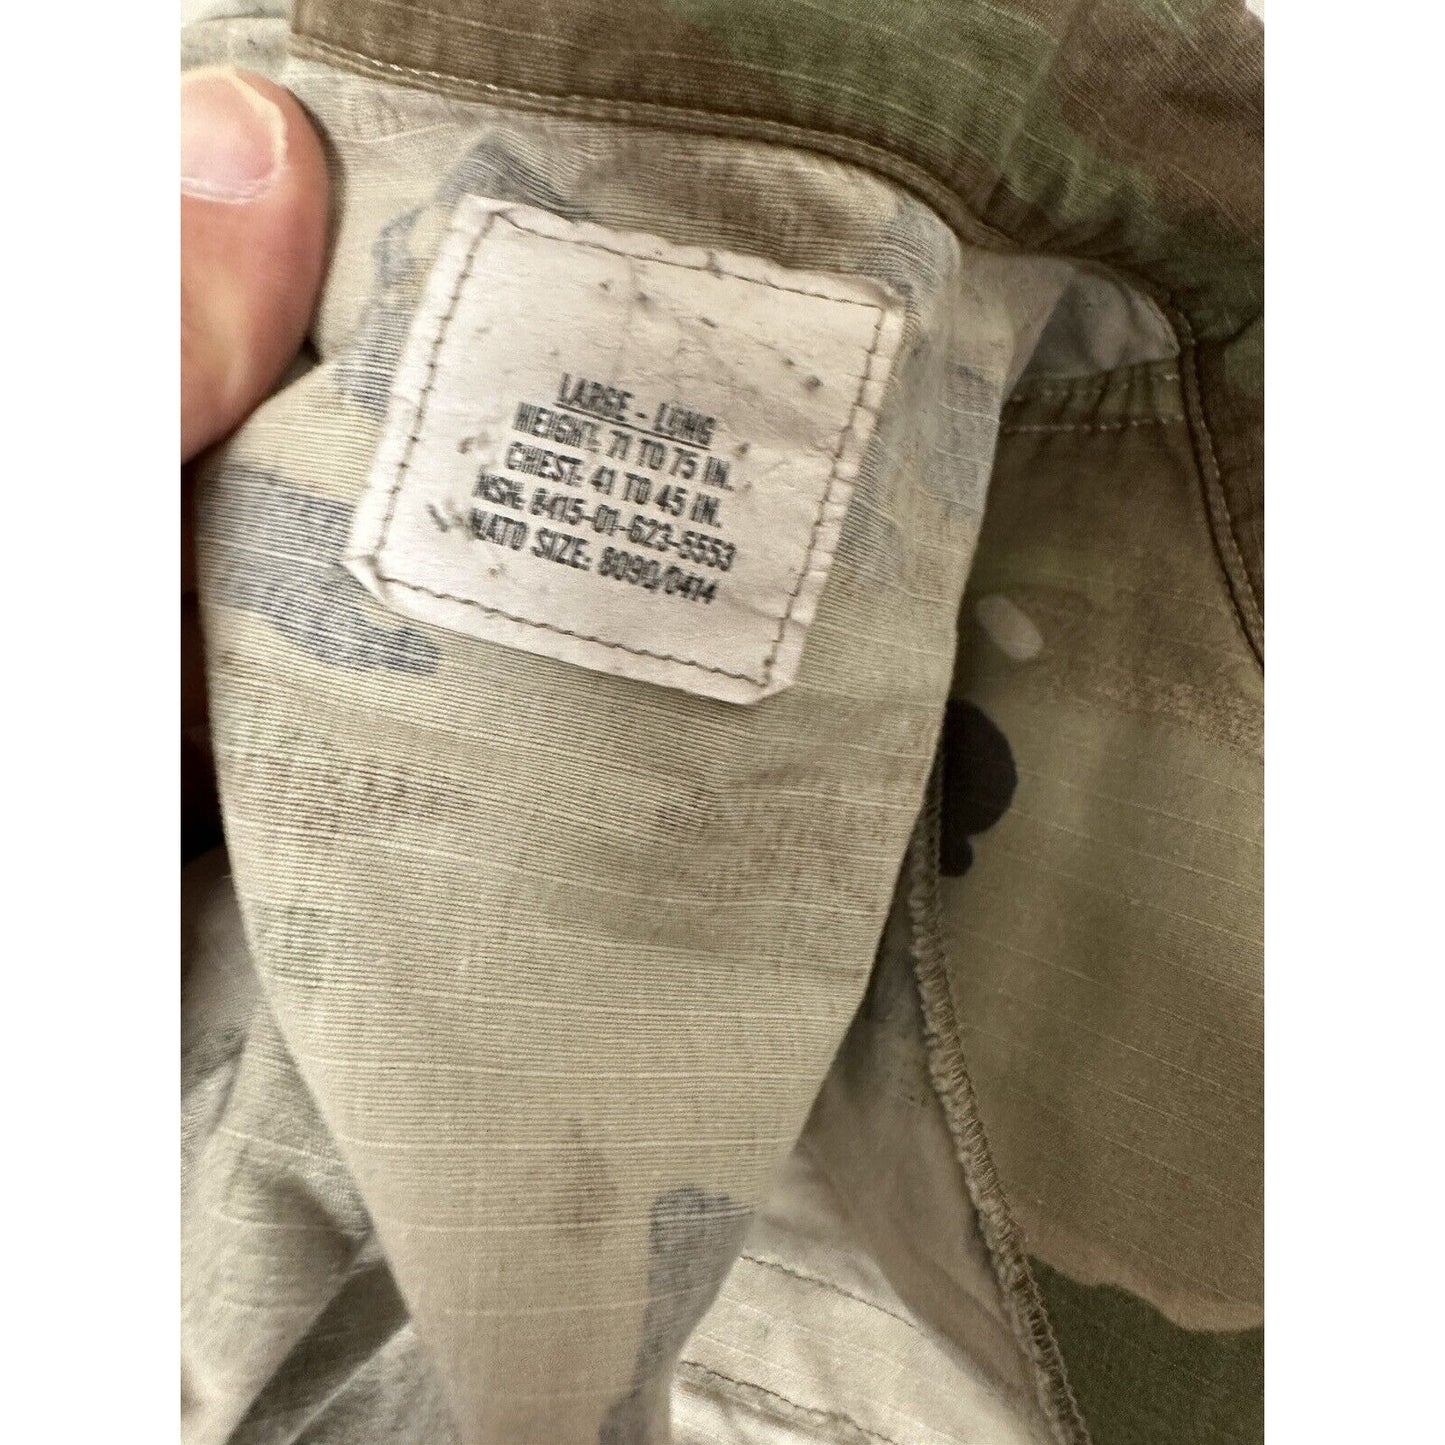 LARGE - LONG
HEIGHT: 71 TO 75 IN.
CHEST: 41 TO 45 IN.
NSN: 8415-01-623-5553
NATO SIZE: 8090/0414